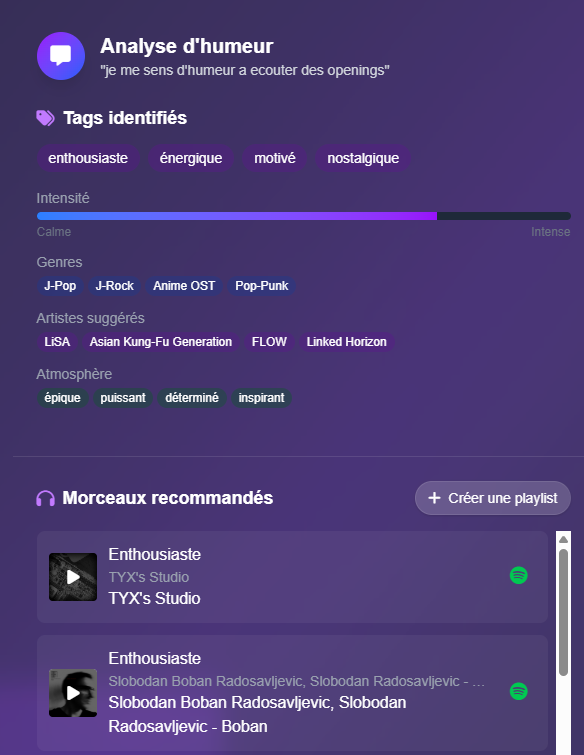 Analyse d'humeur
"je me sens d'humeur a ecouter des openings"
Tags identifiés
enthousiaste énergique motivé nostalgique
Intensité
Calme Intense
Genres
J-Pop J-Rock Anime OST Pop-Punk
Artistes suggérés
LiSA Asian Kung-Fu Generation FLOW Linked Horizon
Atmosphère
épique puissant déterminé inspirant
Morceaux recommandés
+ Créer une playlist
Enthousiaste
TYX's Studio
TYX's Studio
Enthousiaste
Slobodan Boban Radosavljevic, Slobodan Radosavljevic - ...
Slobodan Boban Radosavljevic, Slobodan
Radosavljevic - Boban